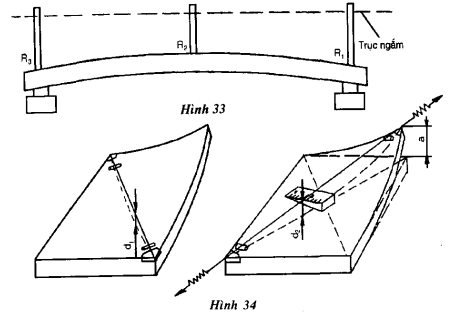 R₃
R₂
R₁
Trục ngắm
Hình 33
d₁
d₂
a
Hình 34